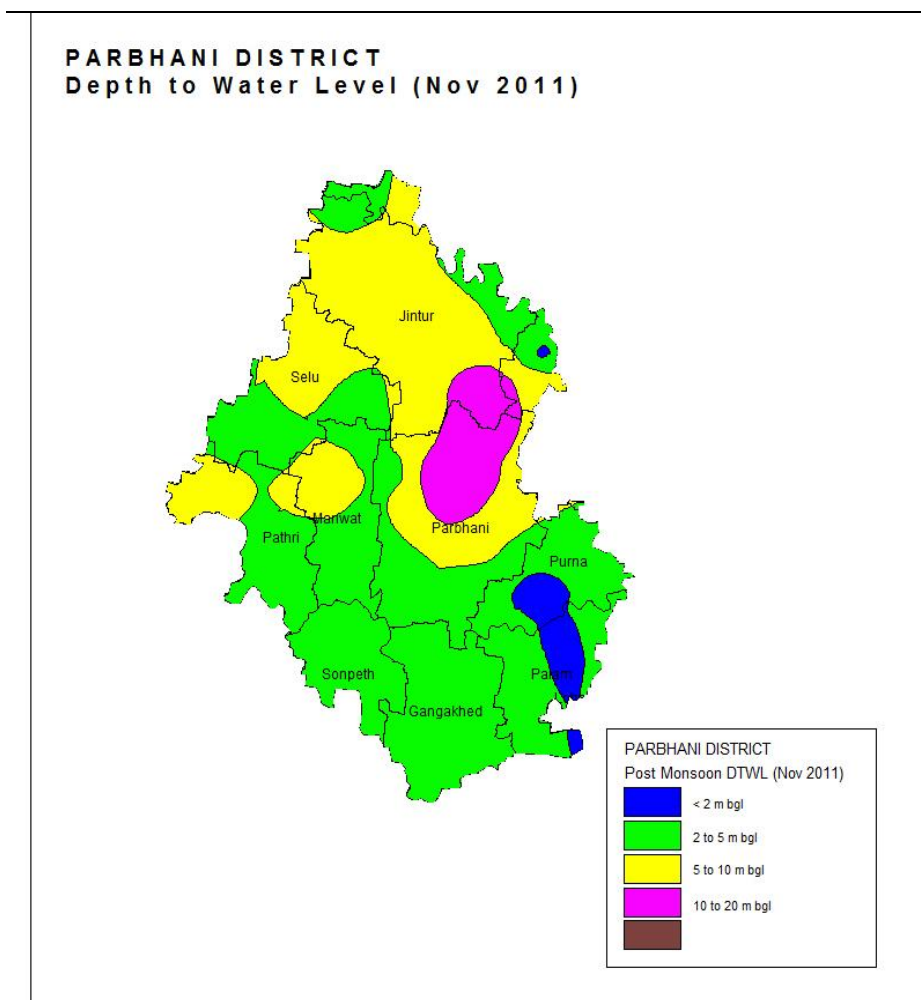 PARBHANI DISTRICT
Depth to Water Level (Nov 2011)
Jintur
Selu
Manwat
Parbhani
Pathri
Purna
Sonpeth
Palam
Gangakhed
PARBHANI DISTRICT
Post Monsoon DTWL (Nov 2011)
< 2 m bgl
2 to 5 m bgl
5 to 10 m bgl
10 to 20 m bgl